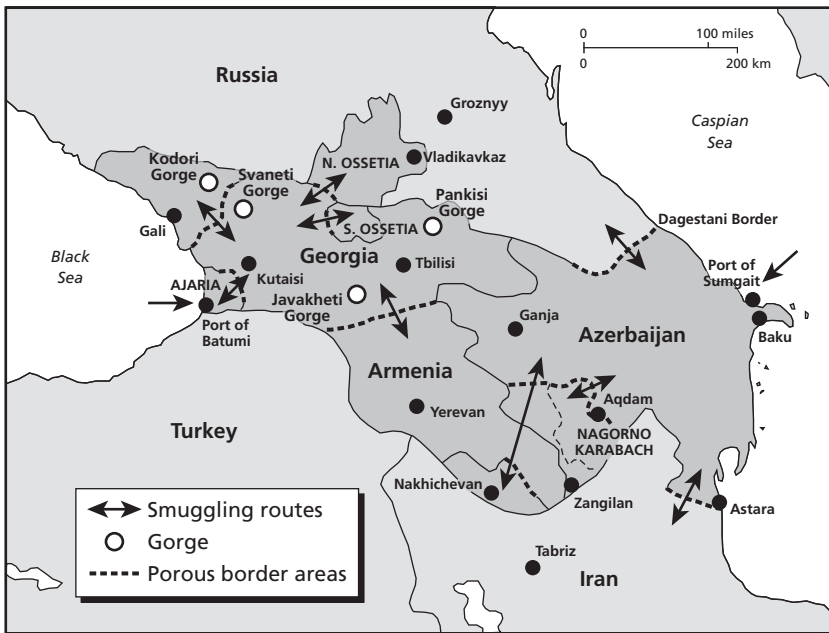 0 100 miles
0 200 km
Russia
Groznyy
Caspian
Sea
Kodori
Gorge
Svaneti
Gorge
N. OSSETIA
Vladikavkaz
Pankisi
Gorge
Gali
S. OSSETIA
Dagestani Border
Black
Sea
Georgia
Port of
Sumgait
AJARIA
Kutaisi
Tbilisi
Javakheti
Gorge
Port of
Batumi
Ganja
Azerbaijan
Baku
Armenia
Aqdam
Yerevan
Turkey
NAGORNO
KARABACH
Nakhichevan
Zangilan
Astara
Smuggling routes
Gorge
Porous border areas
Tabriz
Iran